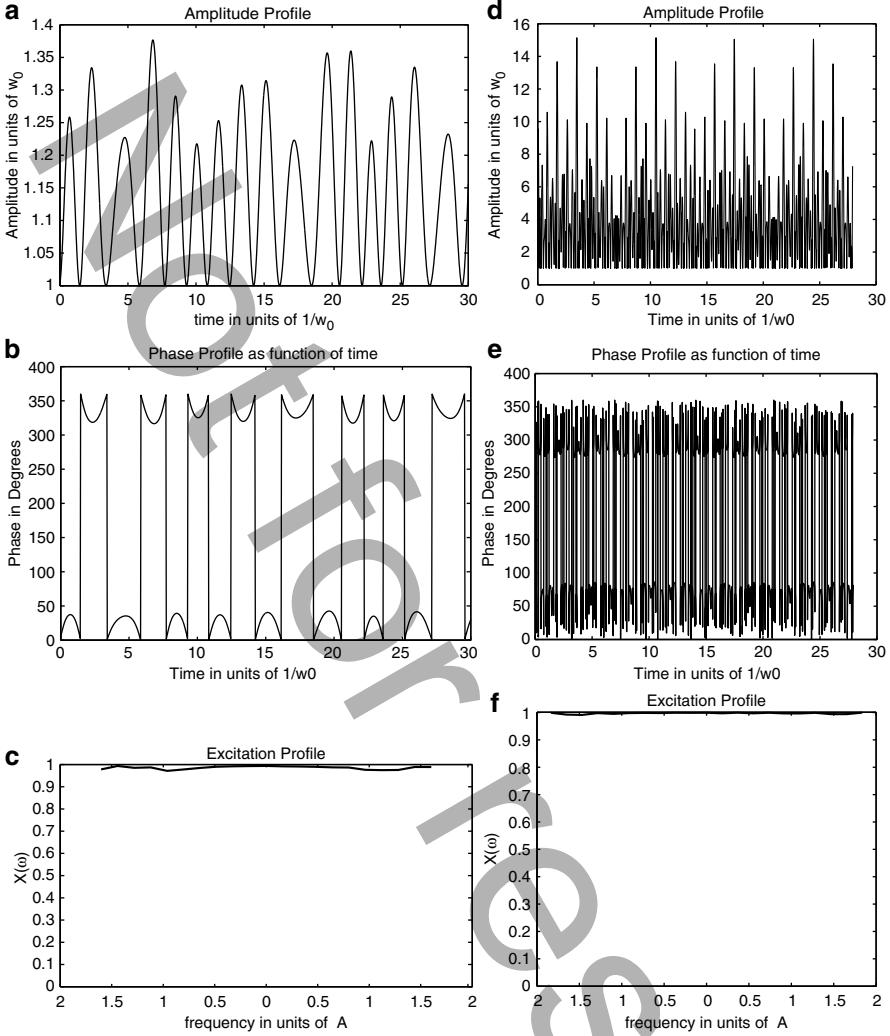 a
Amplitude Profile
1.4
1.35
1.3
1.25
1.2
1.15
1.1
1.05
1
Amplitude in units of w0
0 5 10 15 20 25 30
time in units of 1/w0
b
Phase Profile as function of time
400
350
300
250
200
150
100
50
0
Phase in Degrees
0 5 10 15 20 25 30
Time in units of 1/w0
c
Excitation Profile
1
0.9
0.8
0.7
0.6
0.5
0.4
0.3
0.2
0.1
0
X(ω)
2 1.5 1 0.5 0 0.5 1 1.5 2
frequency in units of A
d
Amplitude Profile
16
14
12
10
8
6
4
2
0
Amplitude in units of w0
0 5 10 15 20 25 30
Time in units of 1/w0
e
Phase Profile as function of time
400
350
300
250
200
150
100
50
0
Phase in Degrees
0 5 10 15 20 25 30
Time in units of 1/w0
f
Excitation Profile
1
0.9
0.8
0.7
0.6
0.5
0.4
0.3
0.2
0.1
0
X(ω)
2 1.5 1 0.5 0 0.5 1 1.5 2
frequency in units of A
Not for res